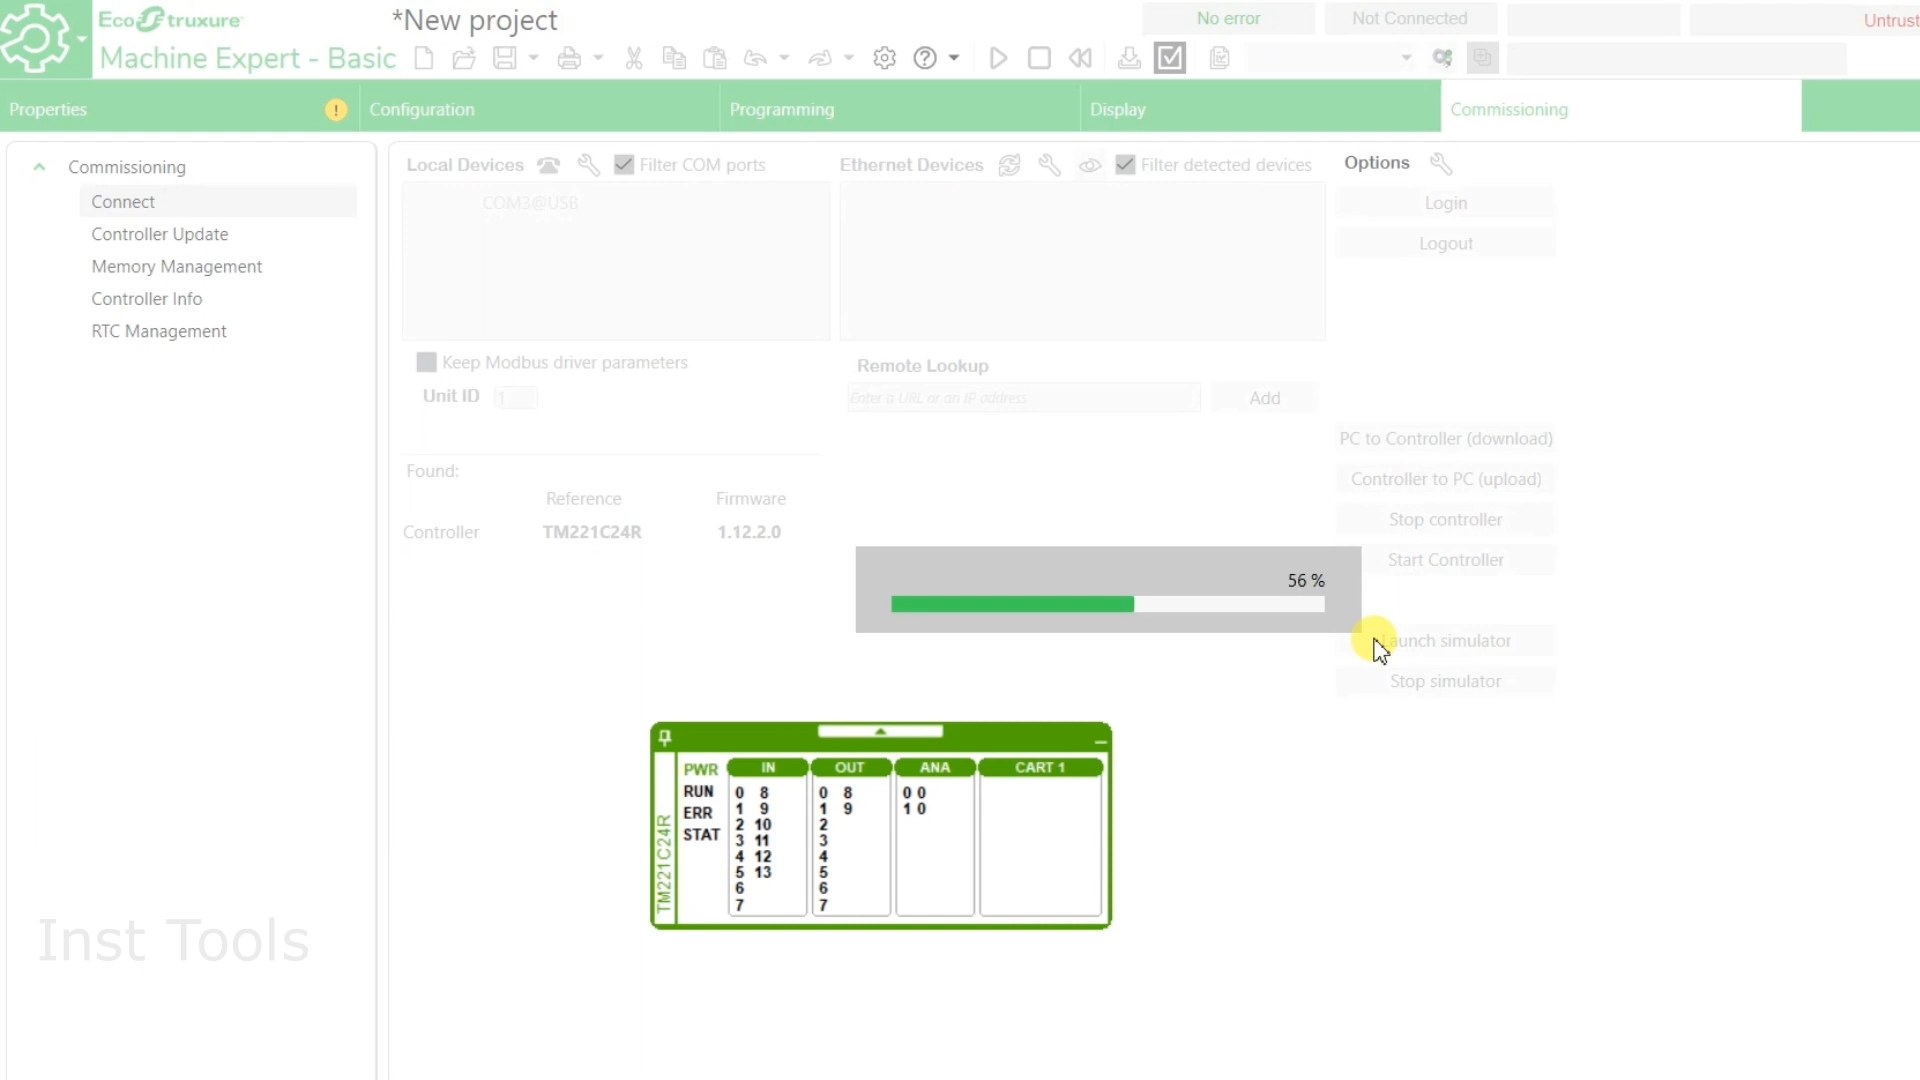 EcoStruxure
*New project
No error
Not Connected
Untrust
Machine Expert - Basic
Properties
!
Configuration
Programming
Display
Commissioning
Commissioning
Connect
Controller Update
Memory Management
Controller Info
RTC Management
Local Devices
Filter COM ports
COM3@USB
Keep Modbus driver parameters
Unit ID 1
Ethernet Devices
Filter detected devices
Remote Lookup
Enter a URL or an IP address
Add
Options
Login
Logout
PC to Controller (download)
Controller to PC (upload)
Stop controller
Start Controller
Launch simulator
Stop simulator
Found:
Reference Firmware
Controller TM221C24R 1.12.2.0
56 %
TM221C24R
PWR
RUN
ERR
STAT
IN
0 8
1 9
2 10
3 11
4 12
5 13
6
7
OUT
0 8
1 9
2
3
4
5
6
7
ANA
0 0
1 0
CART 1
Inst Tools